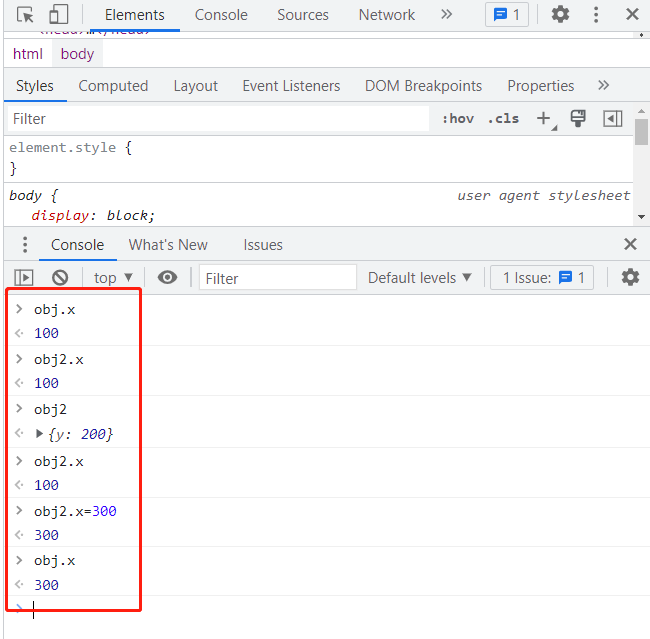 Elements Console Sources Network » 1
html body
Styles Computed Layout Event Listeners DOM Breakpoints Properties »
Filter :hov .cls
element.style {
}
body { user agent stylesheet
display: block;
Console What's New Issues
top ▼ Filter Default levels ▼ 1 Issue: 1
> obj.x
100
> obj2.x
100
> obj2
▶ {y: 200}
> obj2.x
100
> obj2.x=300
300
> obj.x
300
>